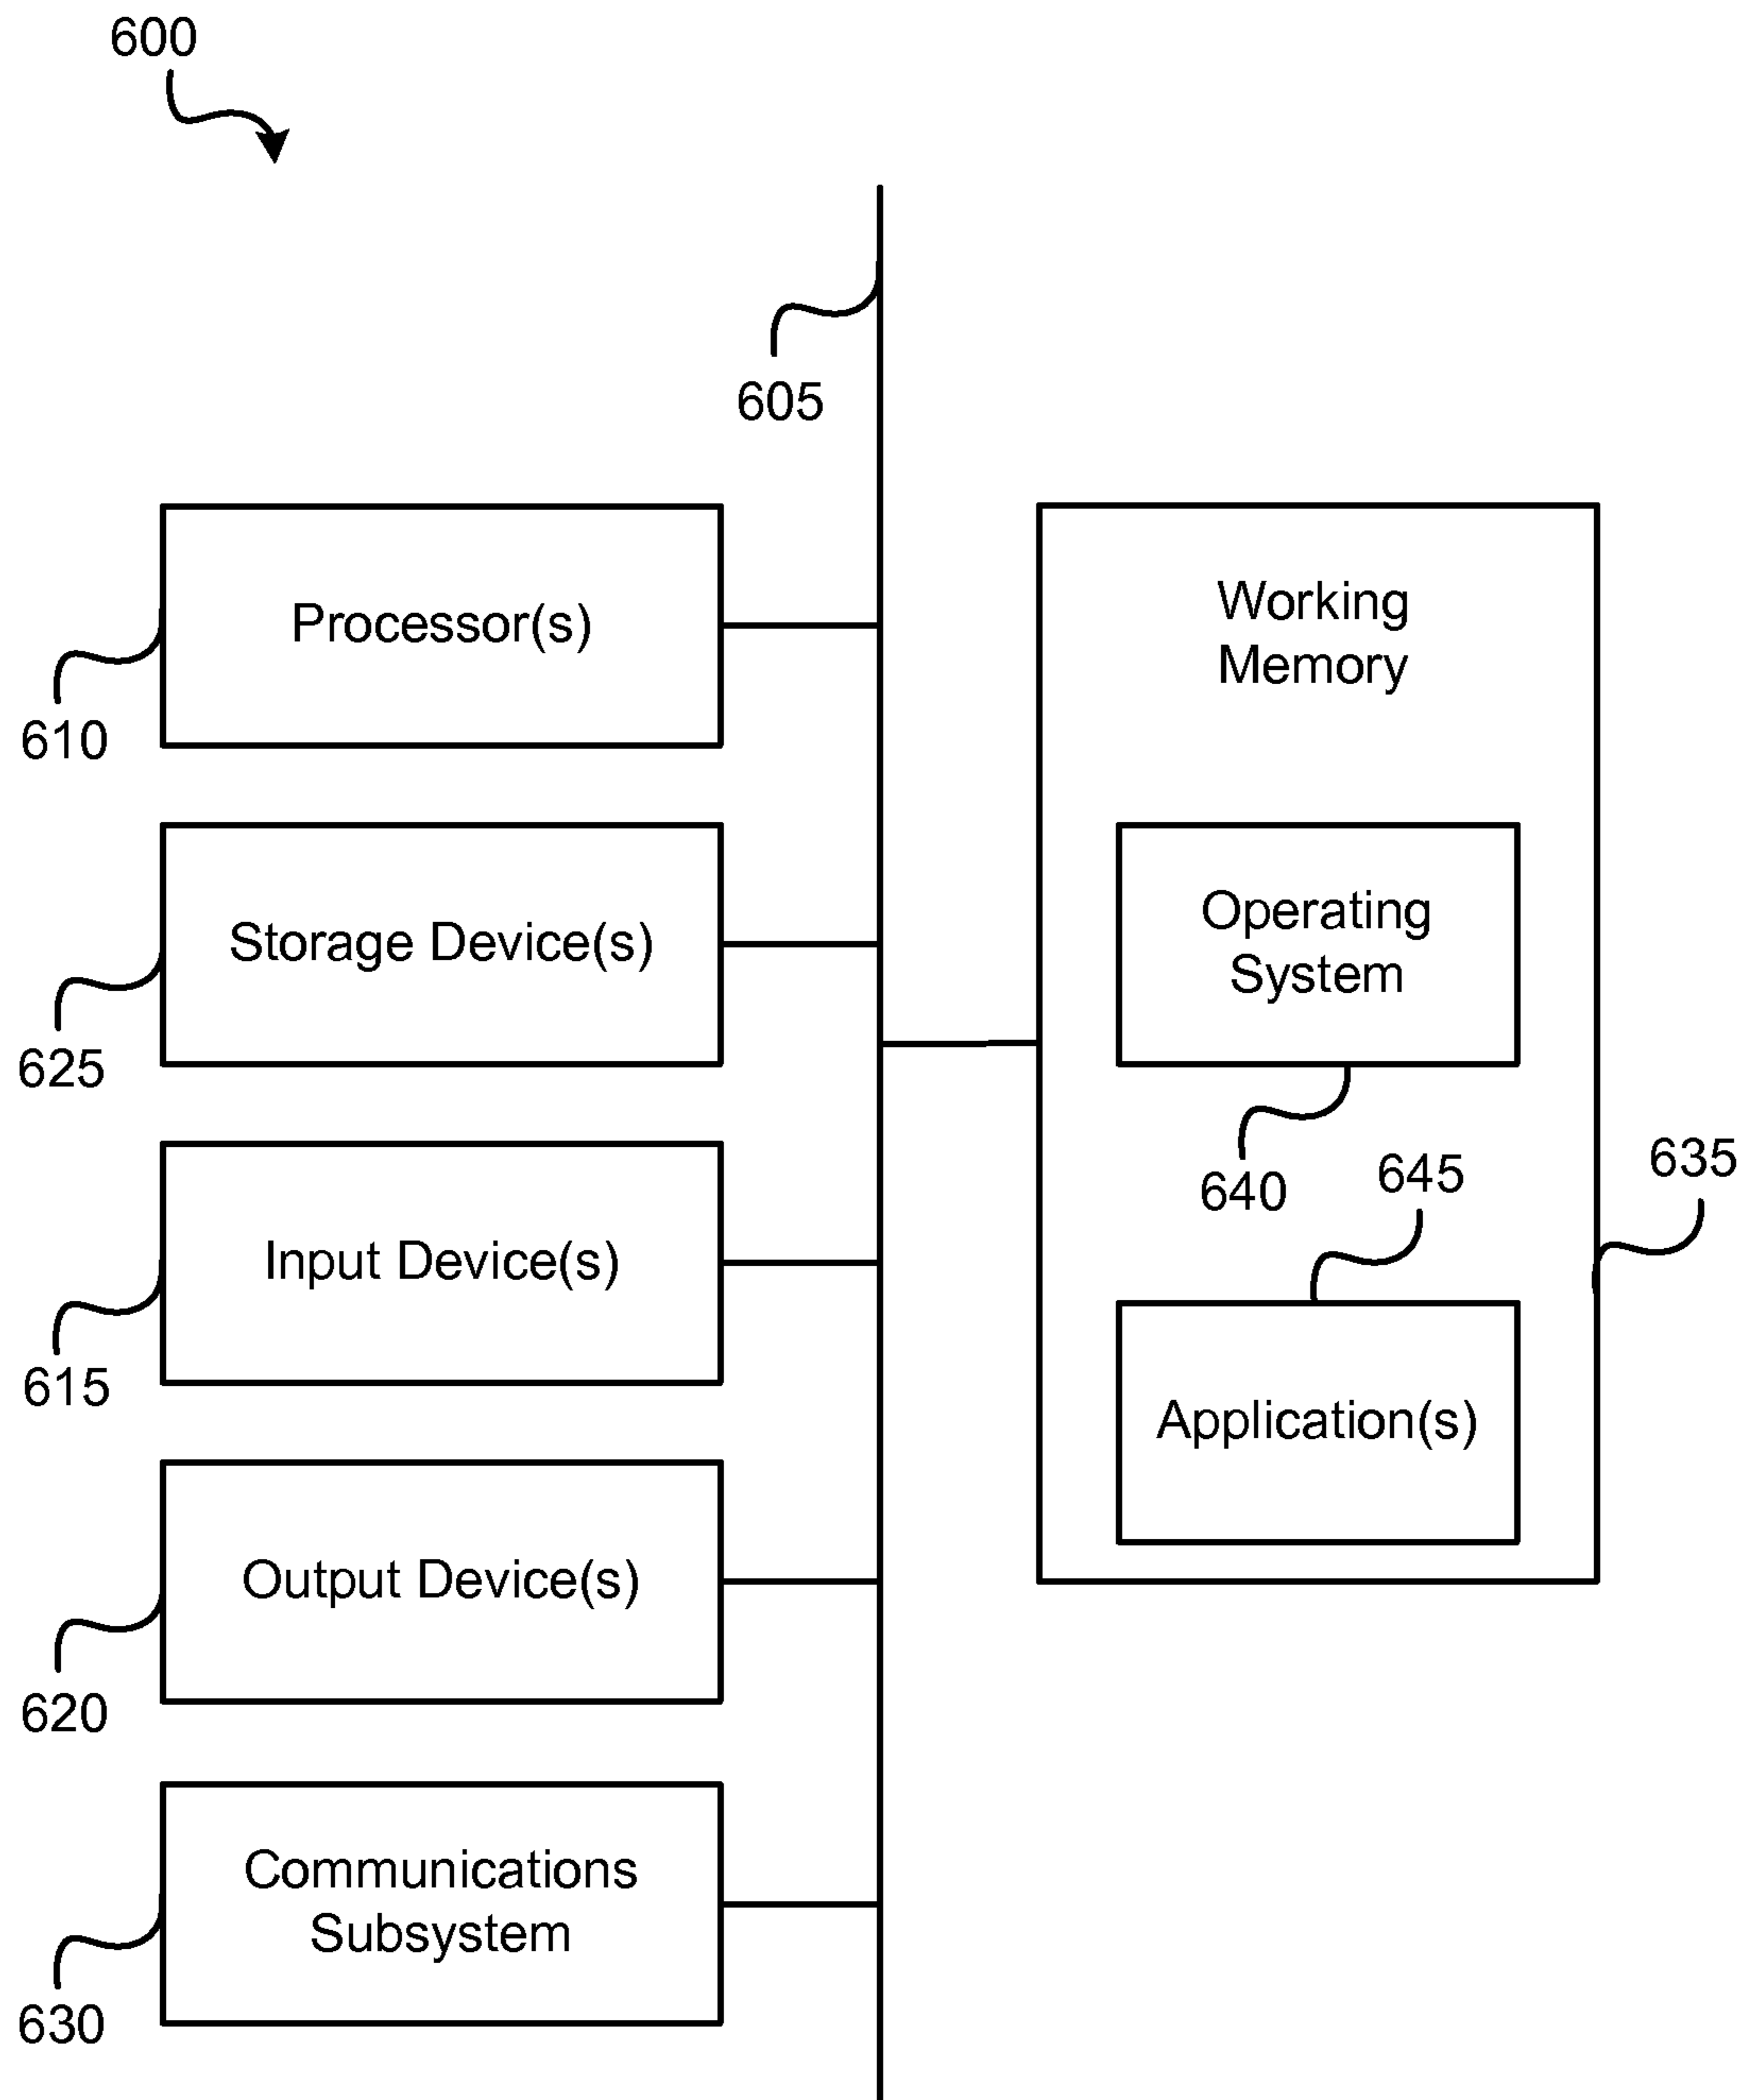 600
605
Processor(s)
610
Storage Device(s)
625
Input Device(s)
615
Output Device(s)
620
Communications
Subsystem
630
Working
Memory
Operating
System
640
645
635
Application(s)